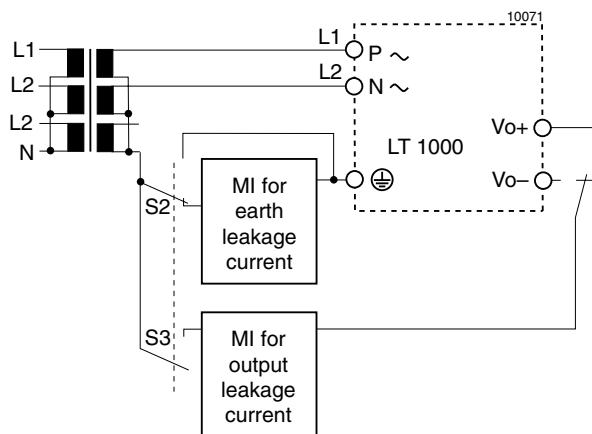 10071
L1
L1
P ~
L2
L2
N ~
L2
N
LT 1000
Vo+
Vo–
S2
MI for
earth
leakage
current
S3
MI for
output
leakage
current